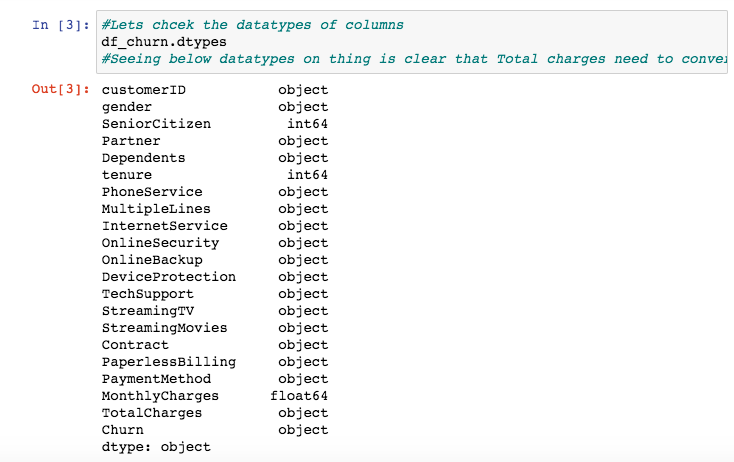 In [3]: #Lets chcek the datatypes of columns
df_churn.dtypes
#Seeing below datatypes on thing is clear that Total charges need to
Out[3]: customerID object
gender object
SeniorCitizen int64
Partner object
Dependents object
tenure int64
PhoneService object
MultipleLines object
InternetService object
OnlineSecurity object
OnlineBackup object
DeviceProtection object
TechSupport object
StreamingTV object
StreamingMovies object
Contract object
PaperlessBilling object
PaymentMethod object
MonthlyCharges float64
TotalCharges object
Churn object
dtype: object